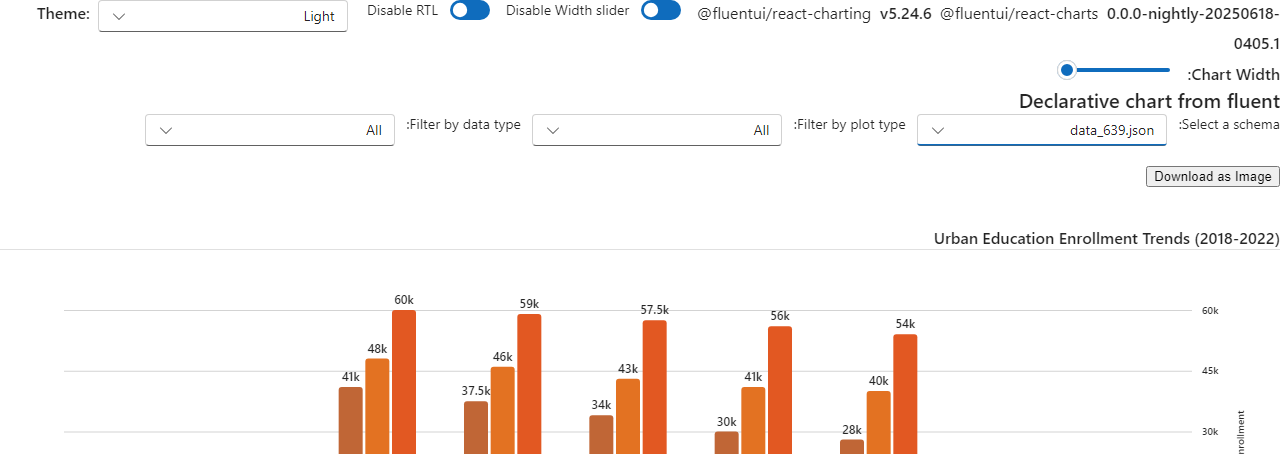 Theme: Light Disable RTL Disable Width slider @fluentui/react-charting v5.24.6 @fluentui/react-charts 0.0.0-nightly-20250618-
0405.1
:Chart Width
Declarative chart from fluent
:Select a schema data_639.json :Filter by plot type All :Filter by data type All
Download as Image
Urban Education Enrollment Trends (2018-2022)
60k 59k 57.5k 56k 54k 60k
48k 46k 43k 41k 40k 45k
41k 37.5k 34k 30k 28k 30k